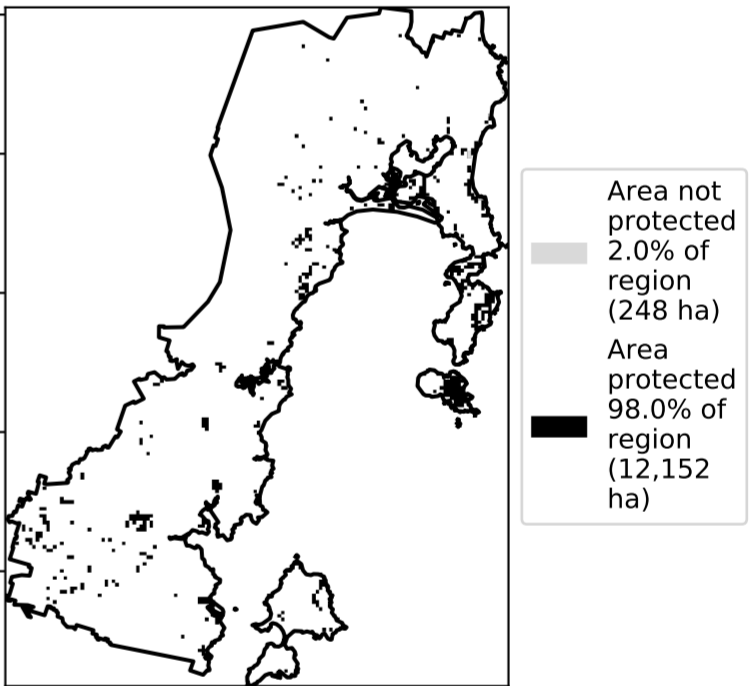 Area not
protected
2.0% of
region
(248 ha)
Area
protected
98.0% of
region
(12,152
ha)